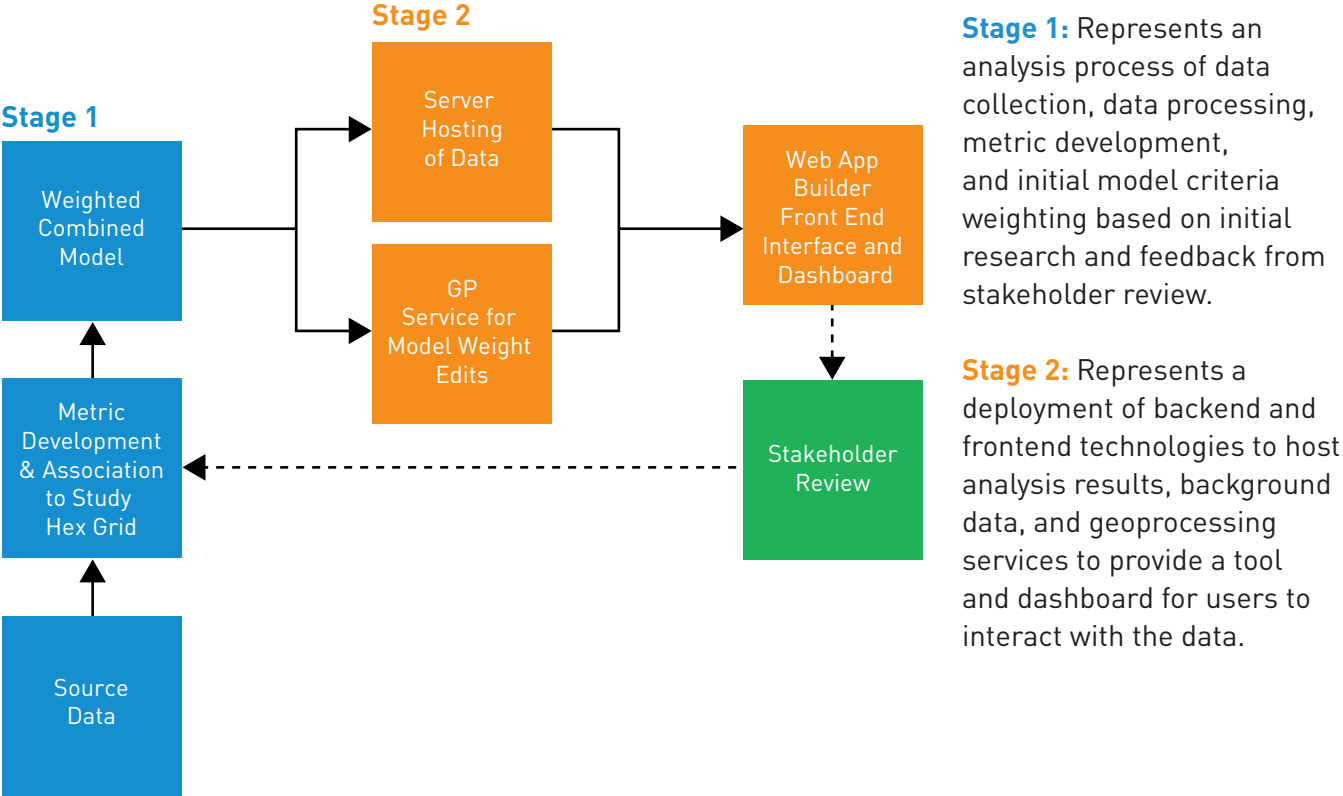 Stage 2
Stage 1
Server
Hosting
of Data
Weighted
Combined
Model
GP
Service for
Model Weight
Edits
Web App
Builder
Front End
Interface and
Dashboard
Metric
Development
& Association
to Study
Hex Grid
Stakeholder
Review
Source
Data
Stage 1: Represents an
analysis process of data
collection, data processing,
metric development,
and initial model criteria
weighting based on initial
research and feedback from
stakeholder review.
Stage 2: Represents a
deployment of backend and
frontend technologies to host
analysis results, background
data, and geoprocessing
services to provide a tool
and dashboard for users to
interact with the data.